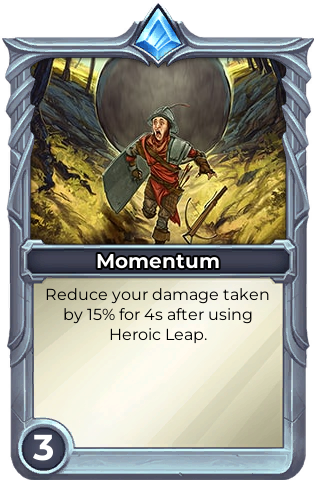 Momentum
Reduce your damage taken
by 15% for 4s after using
Heroic Leap.
3